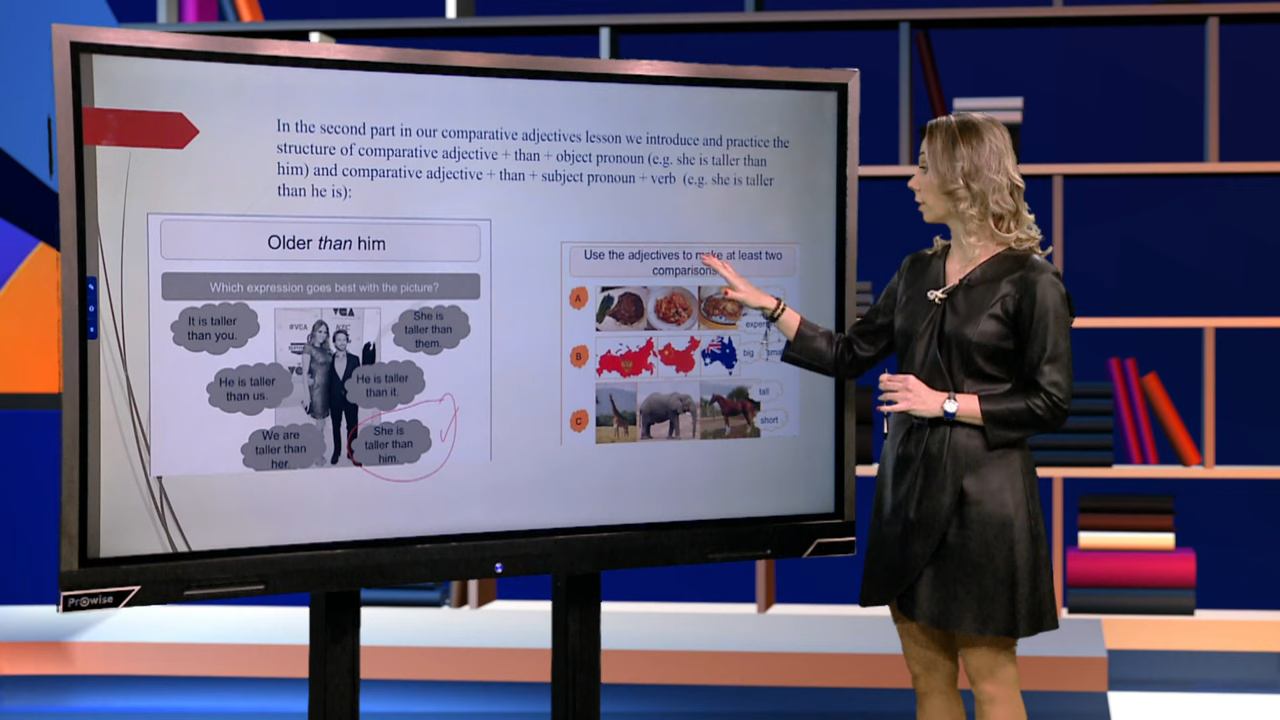 In the second part in our comparative adjectives lesson we introduce and practice the
structure of comparative adjective + than + object pronoun (e.g. she is taller than
him) and comparative adjective + than + subject pronoun + verb (e.g. she is taller
than he is):
Older than him
Which expression goes best with the picture?
It is taller
than you.
She is
taller than
them.
He is taller
than us.
He is taller
than it.
We are
taller than
her.
She is
taller than
him.
VGA
Use the adjectives to make at least two
comparisons
A
B
big
C
tall
short
Prowise